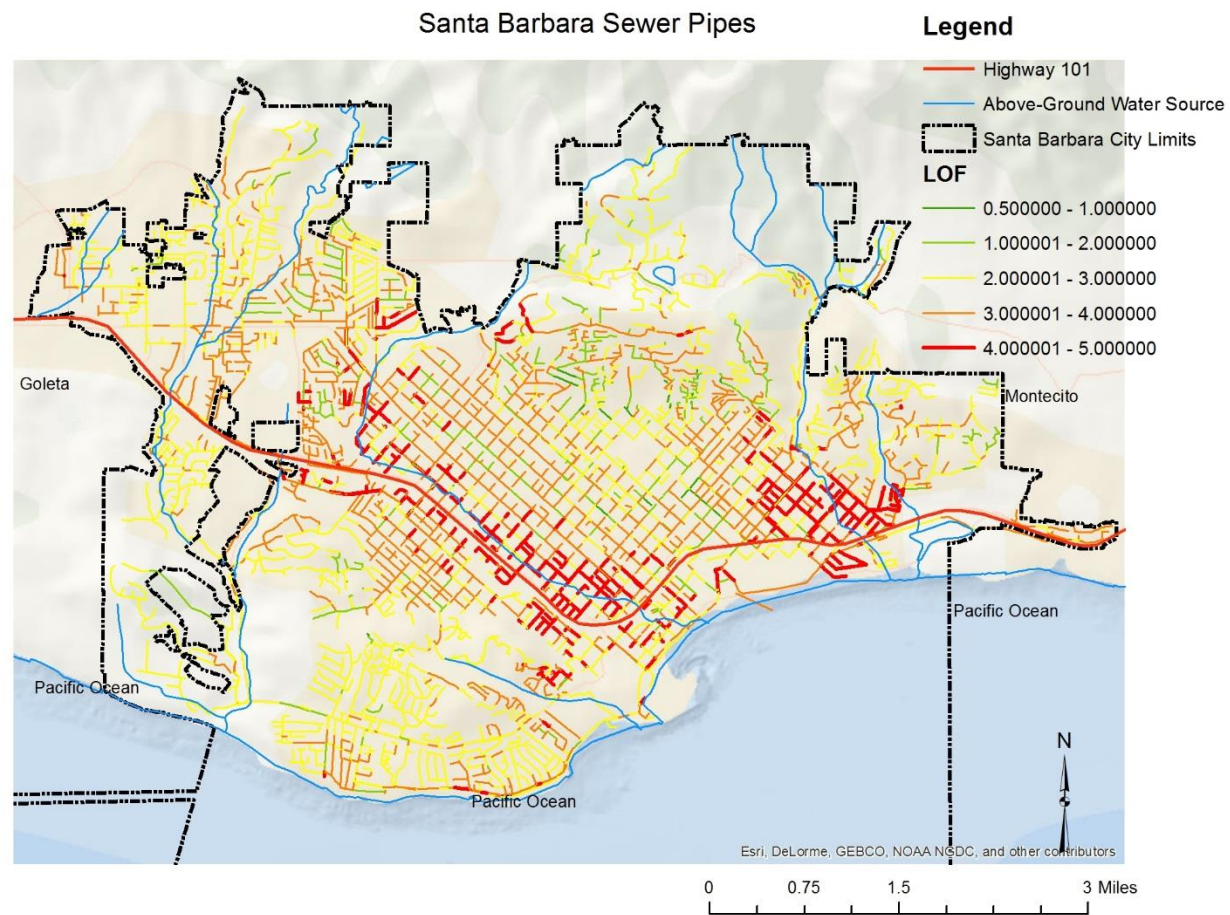 Santa Barbara Sewer Pipes
Legend
Highway 101
Above-Ground Water Source
Santa Barbara City Limits
LOF
0.500000 - 1.000000
1.000001 - 2.000000
2.000001 - 3.000000
3.000001 - 4.000000
4.000001 - 5.000000
Goleta
Montecito
Pacific Ocean
Pacific Ocean
Pacific Ocean
N
Esri, DeLorme, GEBCO, NOAA NGDC, and other contributors
0 0.75 1.5 3 Miles